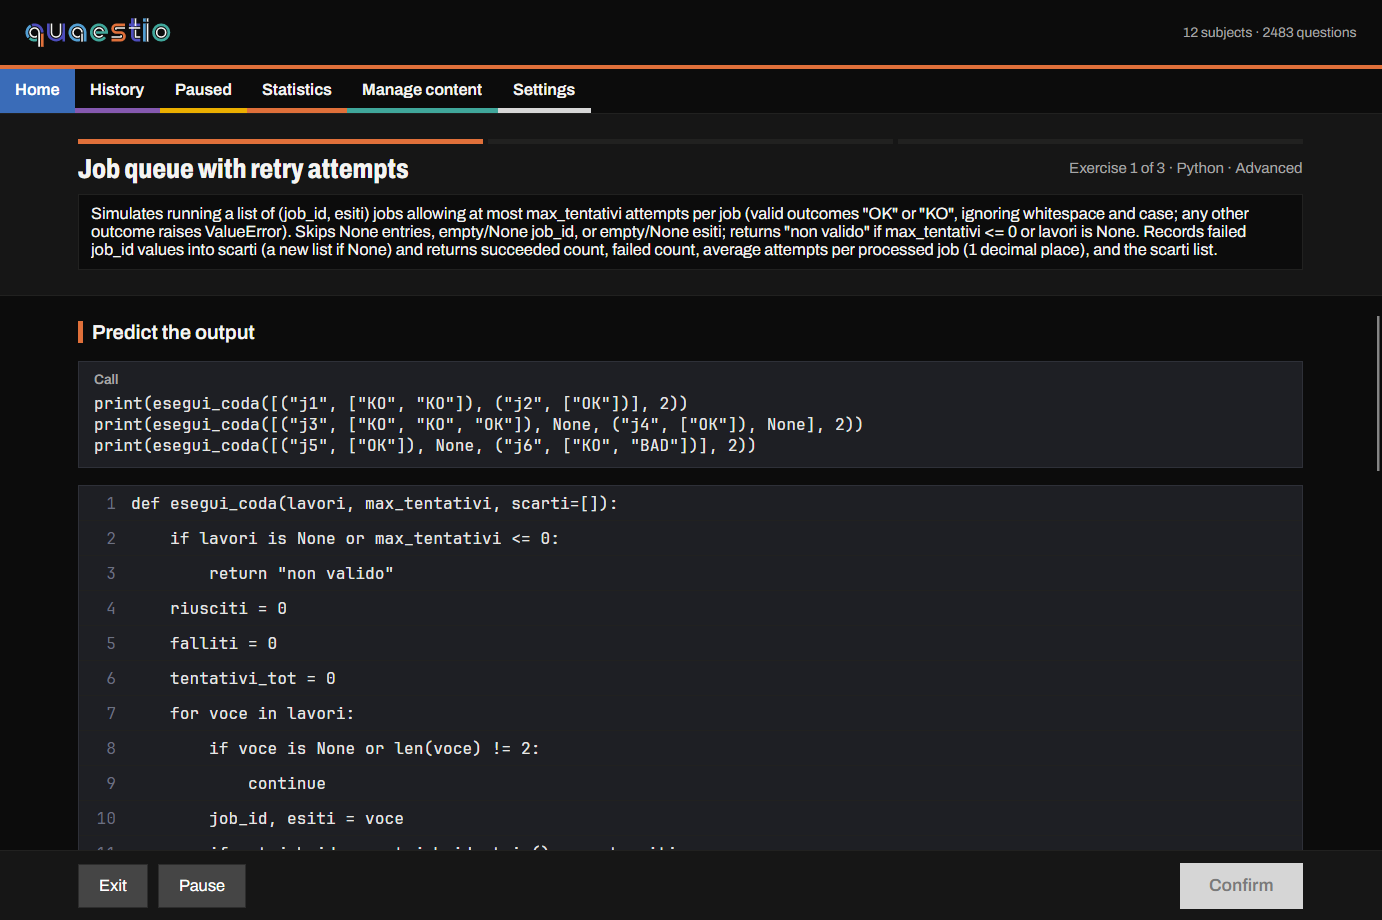 quaestio
12 subjects · 2483 questions
Home History Paused Statistics Manage content Settings
Job queue with retry attempts
Exercise 1 of 3 · Python · Advanced
Simulates running a list of (job_id, esiti) jobs allowing at most max_tentativi attempts per job (valid outcomes "OK" or "KO", ignoring whitespace and case; any other
outcome raises ValueError). Skips None entries, empty/None job_id, or empty/None esiti; returns "non valido" if max_tentativi <= 0 or lavori is None. Records failed
job_id values into scarti (a new list if None) and returns succeeded count, failed count, average attempts per processed job (1 decimal place), and the scarti list.
Predict the output
Call
print(esegui_coda([("j1", ["KO", "KO"]), ("j2", ["OK"])], 2))
print(esegui_coda([("j3", ["KO", "KO", "OK"]), None, ("j4", ["OK"]), None], 2))
print(esegui_coda([("j5", ["OK"]), None, ("j6", ["KO", "BAD"])], 2))
1 def esegui_coda(lavori, max_tentativi, scarti=[]):
2 if lavori is None or max_tentativi <= 0:
3 return "non valido"
4 riusciti = 0
5 falliti = 0
6 tentativi_tot = 0
7 for voce in lavori:
8 if voce is None or len(voce) != 2:
9 continue
10 job_id, esiti = voce
Exit Pause Confirm